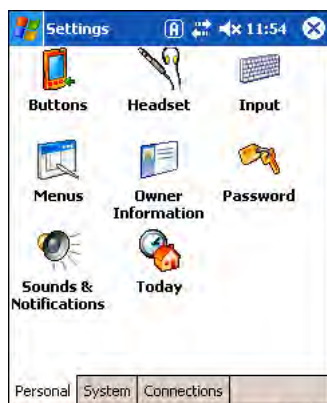 Settings A 11:54
Buttons Headset Input
Menus Owner Information Password
Sounds & Notifications Today
Personal System Connections